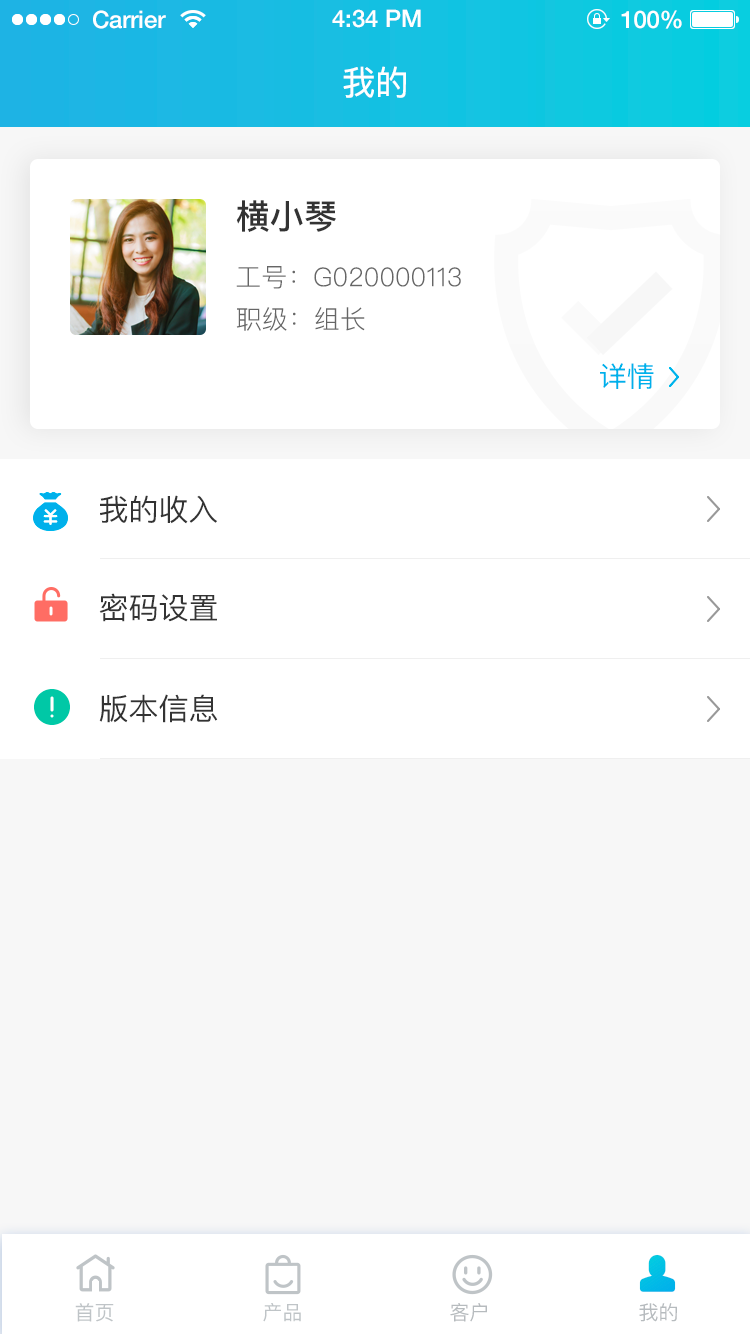 Carrier 4:34 PM 100%
我的
横小琴
工号：G020000113
职级：组长
详情
我的收入
密码设置
版本信息
首页 产品 客户 我的